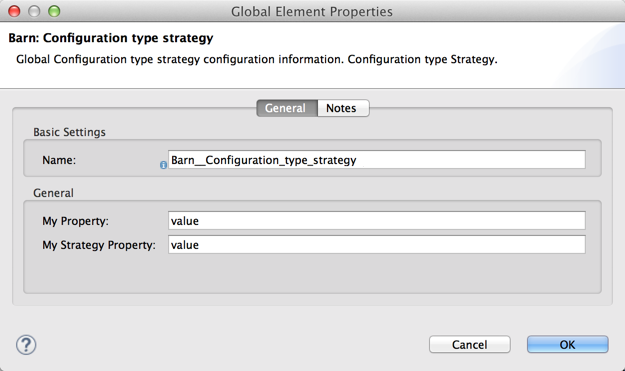 Global Element Properties
Barn: Configuration type strategy
Global Configuration type strategy configuration information. Configuration type Strategy.
General Notes
Basic Settings
Name: Barn__Configuration_type_strategy
General
My Property: value
My Strategy Property: value
? Cancel OK